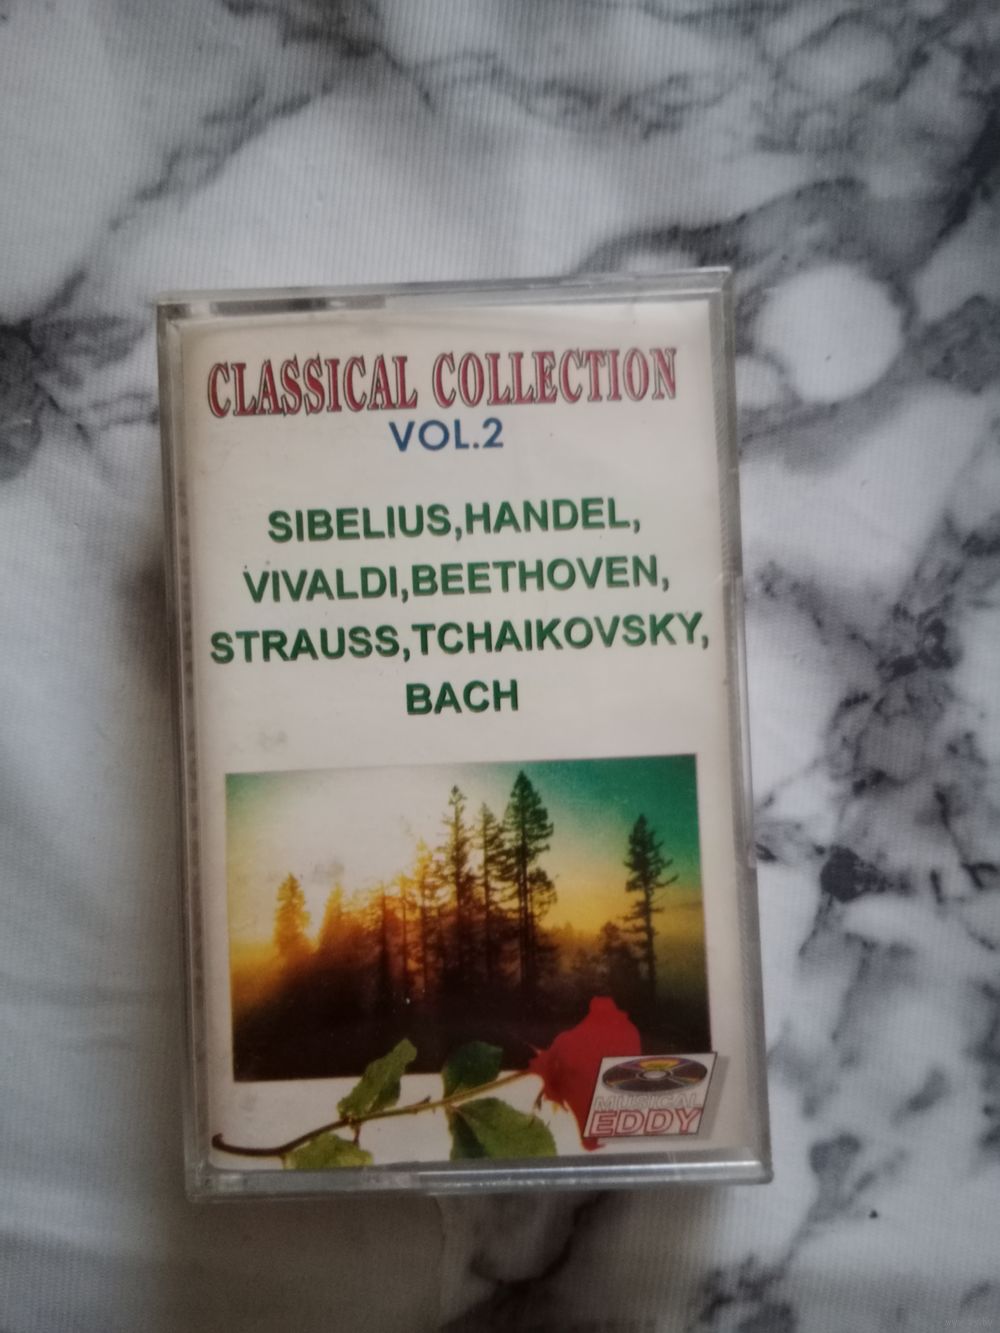 CLASSICAL COLLECTION
VOL.2
SIBELIUS,HANDEL,
VIVALDI,BEETHOVEN,
STRAUSS,TCHAIKOVSKY,
BACH
MUSICAL
EDDY